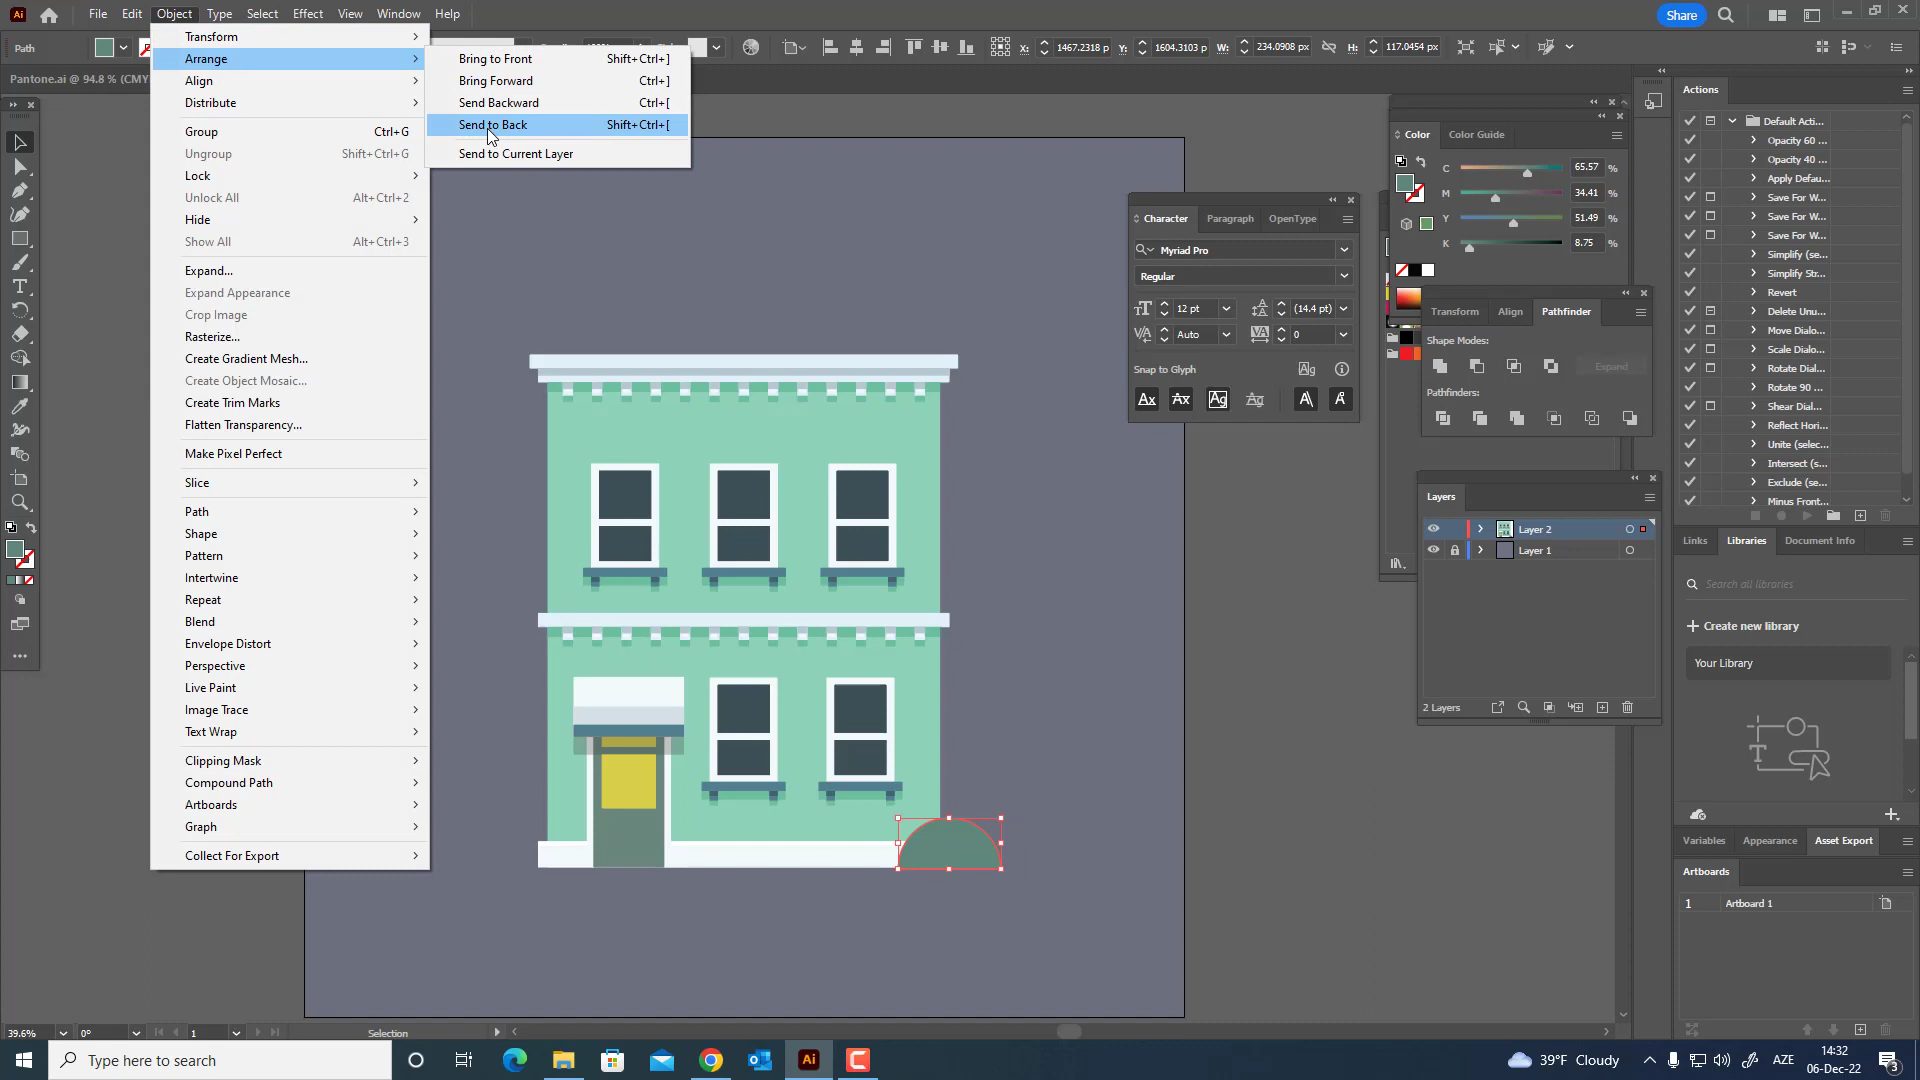 Ai File Edit Object Type Select Effect View Window Help Share
Path X: 1467.2318 p Y: 1604.3103 p W: 234.0908 px H: 117.0454 px
Pantone.ai @ 94.8 % (CMY
Transform
Arrange
Align
Distribute
Group Ctrl+G
Ungroup Shift+Ctrl+G
Lock
Unlock All Alt+Ctrl+2
Hide
Show All Alt+Ctrl+3
Expand...
Expand Appearance
Crop Image
Rasterize...
Create Gradient Mesh...
Create Object Mosaic...
Create Trim Marks
Flatten Transparency...
Make Pixel Perfect
Slice
Path
Shape
Pattern
Intertwine
Repeat
Blend
Envelope Distort
Perspective
Live Paint
Image Trace
Text Wrap
Clipping Mask
Compound Path
Artboards
Graph
Collect For Export
Bring to Front Shift+Ctrl+]
Bring Forward Ctrl+]
Send Backward Ctrl+[
Send to Back Shift+Ctrl+[
Send to Current Layer
Character Paragraph OpenType
Myriad Pro
Regular
12 pt (14.4 pt)
Auto 0
Snap to Glyph
Color Color Guide
C 65.57 %
M 34.41 %
Y 51.49 %
K 8.75 %
Transform Align Pathfinder
Shape Modes:
Expand
Pathfinders:
Layers
Layer 2
Layer 1
2 Layers
Actions
Default Acti...
Opacity 60 ...
Opacity 40 ...
Apply Defau...
Save For W...
Save For W...
Save For W...
Simplify (se...
Simplify Str...
Revert
Delete Unu...
Move Dialo...
Scale Dialo...
Rotate Dial...
Rotate 90 ...
Shear Dial...
Reflect Hori...
Unite (selec...
Intersect (s...
Exclude (se...
Minus Front...
Links Libraries Document Info
Search all libraries
Create new library
Your Library
Variables Appearance Asset Export
Artboards
1 Artboard 1
39.6% 0° 1 Selection
Type here to search
39°F Cloudy AZE 14:32
06-Dec-22 3